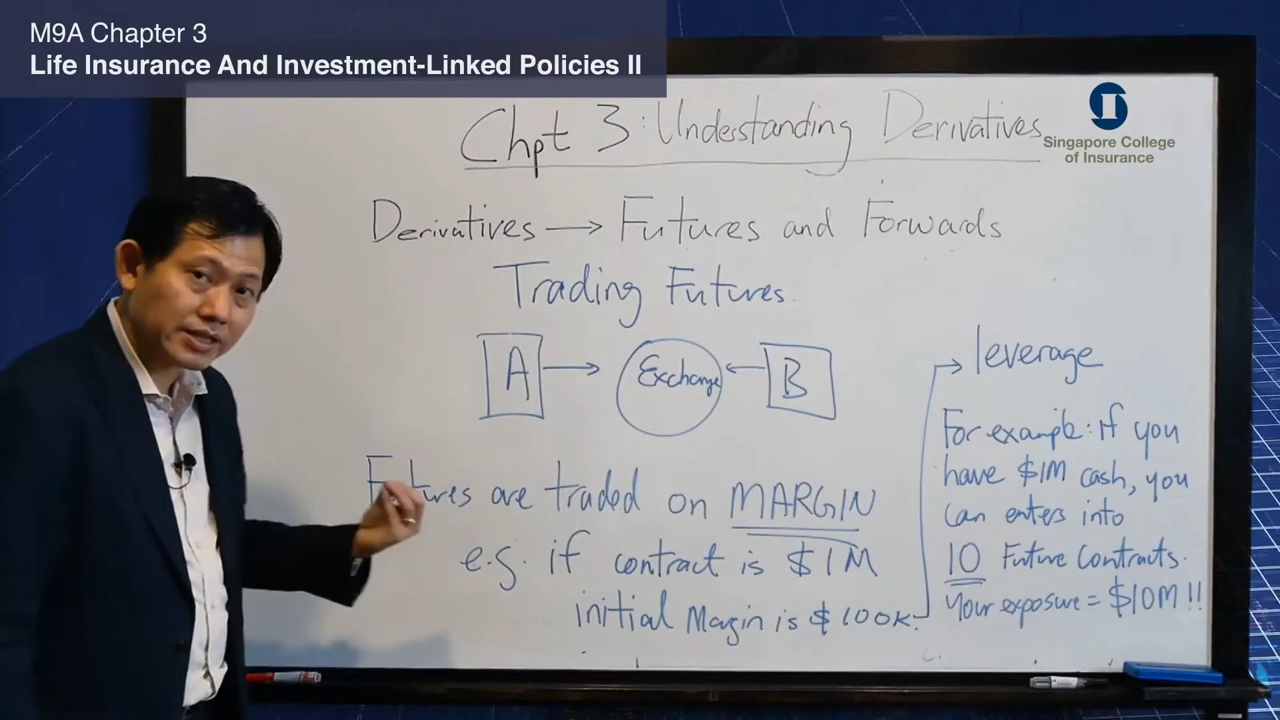 M9A Chapter 3
Life Insurance And Investment-Linked Policies II
Singapore College
of Insurance
Chpt 3: Understanding Derivatives
Derivatives → Futures and Forwards
Trading Futures.
A → Exchange ← B
Futures are traded on MARGIN
e.g. if contract is $1M
initial Margin is $100k.
→ leverage
For example: If you
have $1M cash, you
can enters into
10 Future Contracts.
Your exposure = $10M!!